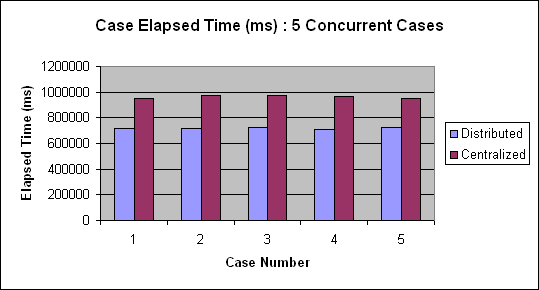 Case Elapsed Time (ms) : 5 Concurrent Cases
Elapsed Time (ms)
1200000
1000000
800000
600000
400000
200000
0
1 2 3 4 5
Case Number
Distributed
Centralized